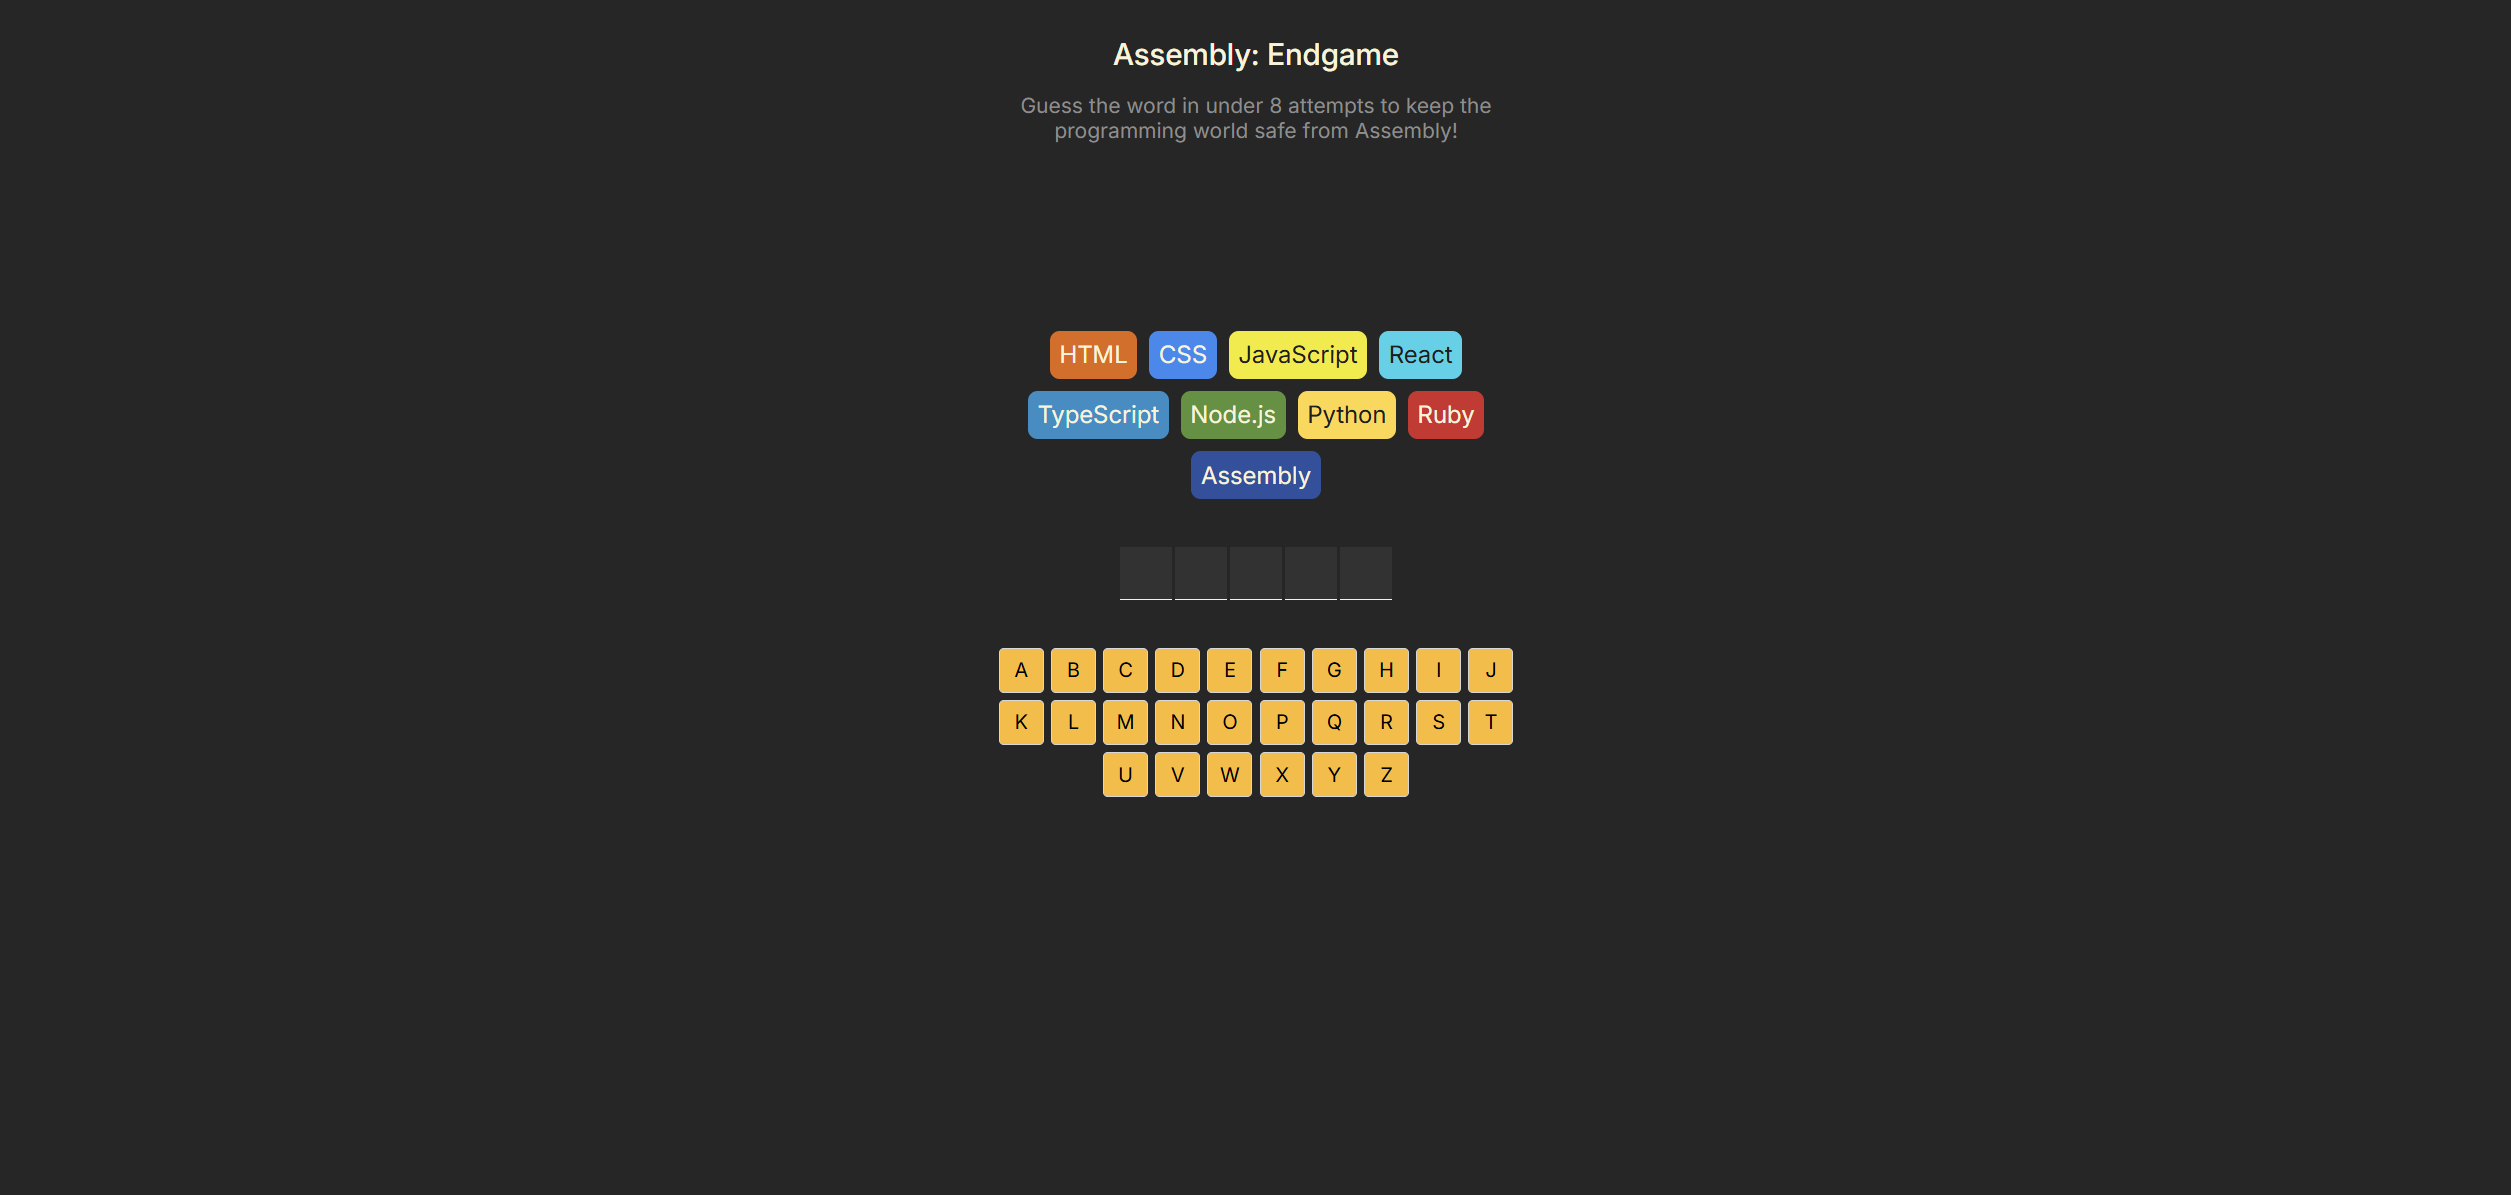 Assembly: Endgame
Guess the word in under 8 attempts to keep the
programming world safe from Assembly!
HTML CSS JavaScript React
TypeScript Node.js Python Ruby
Assembly
A B C D E F G H I J
K L M N O P Q R S T
U V W X Y Z